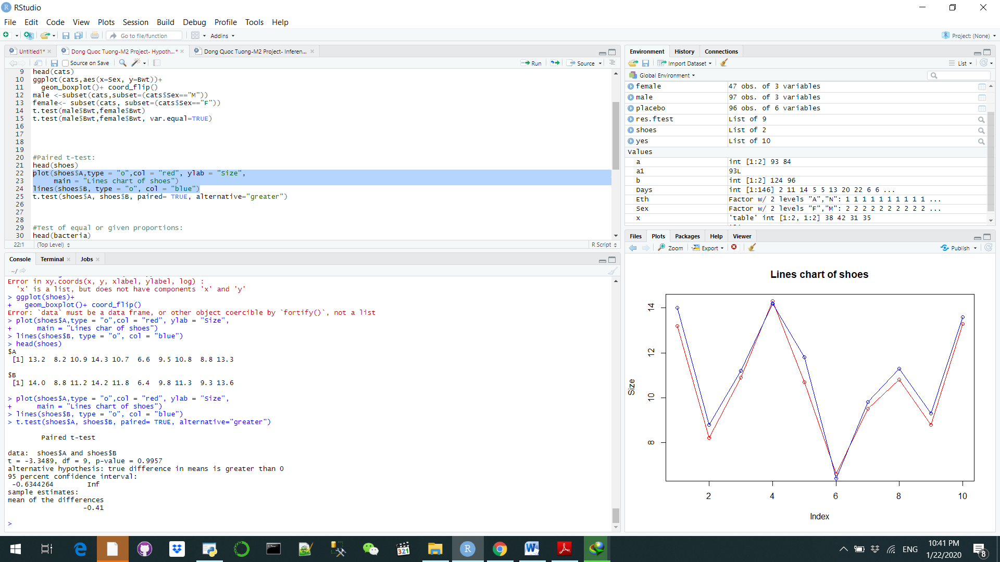 RStudio
File Edit Code View Plots Session Build Debug Profile Tools Help
Go to file/function Addins Project: (None)
Untitled1* Dong Quoc Tuong-M2 Project- Hypoth...* Dong Quoc Tuong-M2 Project- Inferen...
Source on Save Run Source
9 head(cats)
10 ggplot(cats,aes(x=Sex, y=Bwt))+
11 geom_boxplot()+ coord_flip()
12 male <-subset(cats,subset=(cats$Sex=="M"))
13 female<- subset(cats, subset=(cats$Sex=="F"))
14 t.test(male$Bwt,female$Bwt)
15 t.test(male$Bwt,female$Bwt, var.equal=TRUE)
16
17
18
19
20 #Paired t-test:
21 head(shoes)
22 plot(shoes$A,type = "o",col = "red", ylab = "Size",
23 main = "Lines chart of shoes")
24 lines(shoes$B, type = "o", col = "blue")
25 t.test(shoes$A, shoes$B, paired= TRUE, alternative="greater")
26
27
28
29 #Test of equal or given proportions:
30 head(bacteria)
22:1 (Top Level) R Script
Console Terminal Jobs
~/
Error in xy.coords(x, y, xlabel, ylabel, log) :
'x' is a list, but does not have components 'x' and 'y'
> ggplot(shoes)+
+ geom_boxplot()+ coord_flip()
Error: `data` must be a data frame, or other object coercible by `fortify()`, not a list
> plot(shoes$A,type = "o",col = "red", ylab = "Size",
+ main = "Lines char of shoes")
> lines(shoes$B, type = "o", col = "blue")
> head(shoes)
$A
[1] 13.2 8.2 10.9 14.3 10.7 6.6 9.5 10.8 8.8 13.3
$B
[1] 14.0 8.8 11.2 14.2 11.8 6.4 9.8 11.3 9.3 13.6
> plot(shoes$A,type = "o",col = "red", ylab = "Size",
+ main = "Lines chart of shoes")
> lines(shoes$B, type = "o", col = "blue")
> t.test(shoes$A, shoes$B, paired= TRUE, alternative="greater")
Paired t-test
data: shoes$A and shoes$B
t = -3.3489, df = 9, p-value = 0.9957
alternative hypothesis: true difference in means is greater than 0
95 percent confidence interval:
-0.6344264 Inf
sample estimates:
mean of the differences
-0.41
>
Environment History Connections
Import Dataset List
Global Environment
female 47 obs. of 3 variables
male 97 obs. of 3 variables
placebo 96 obs. of 6 variables
res.ftest List of 9
shoes List of 2
yes List of 10
Values
a int [1:2] 93 84
a1 93L
b int [1:2] 124 96
Days int [1:146] 2 11 14 5 5 13 20 22 6 6 ...
Eth Factor w/ 2 levels "A","N": 1 1 1 1 1 1 1 1 1 1 ...
Sex Factor w/ 2 levels "F","M": 2 2 2 2 2 2 2 2 2 2 ...
x 'table' int [1:2, 1:2] 38 42 31 35
Files Plots Packages Help Viewer
Zoom Export Publish
Lines chart of shoes
Size
14
12
10
8
2 4 6 8 10
Index
321
ENG
10:41 PM
1/22/2020
8